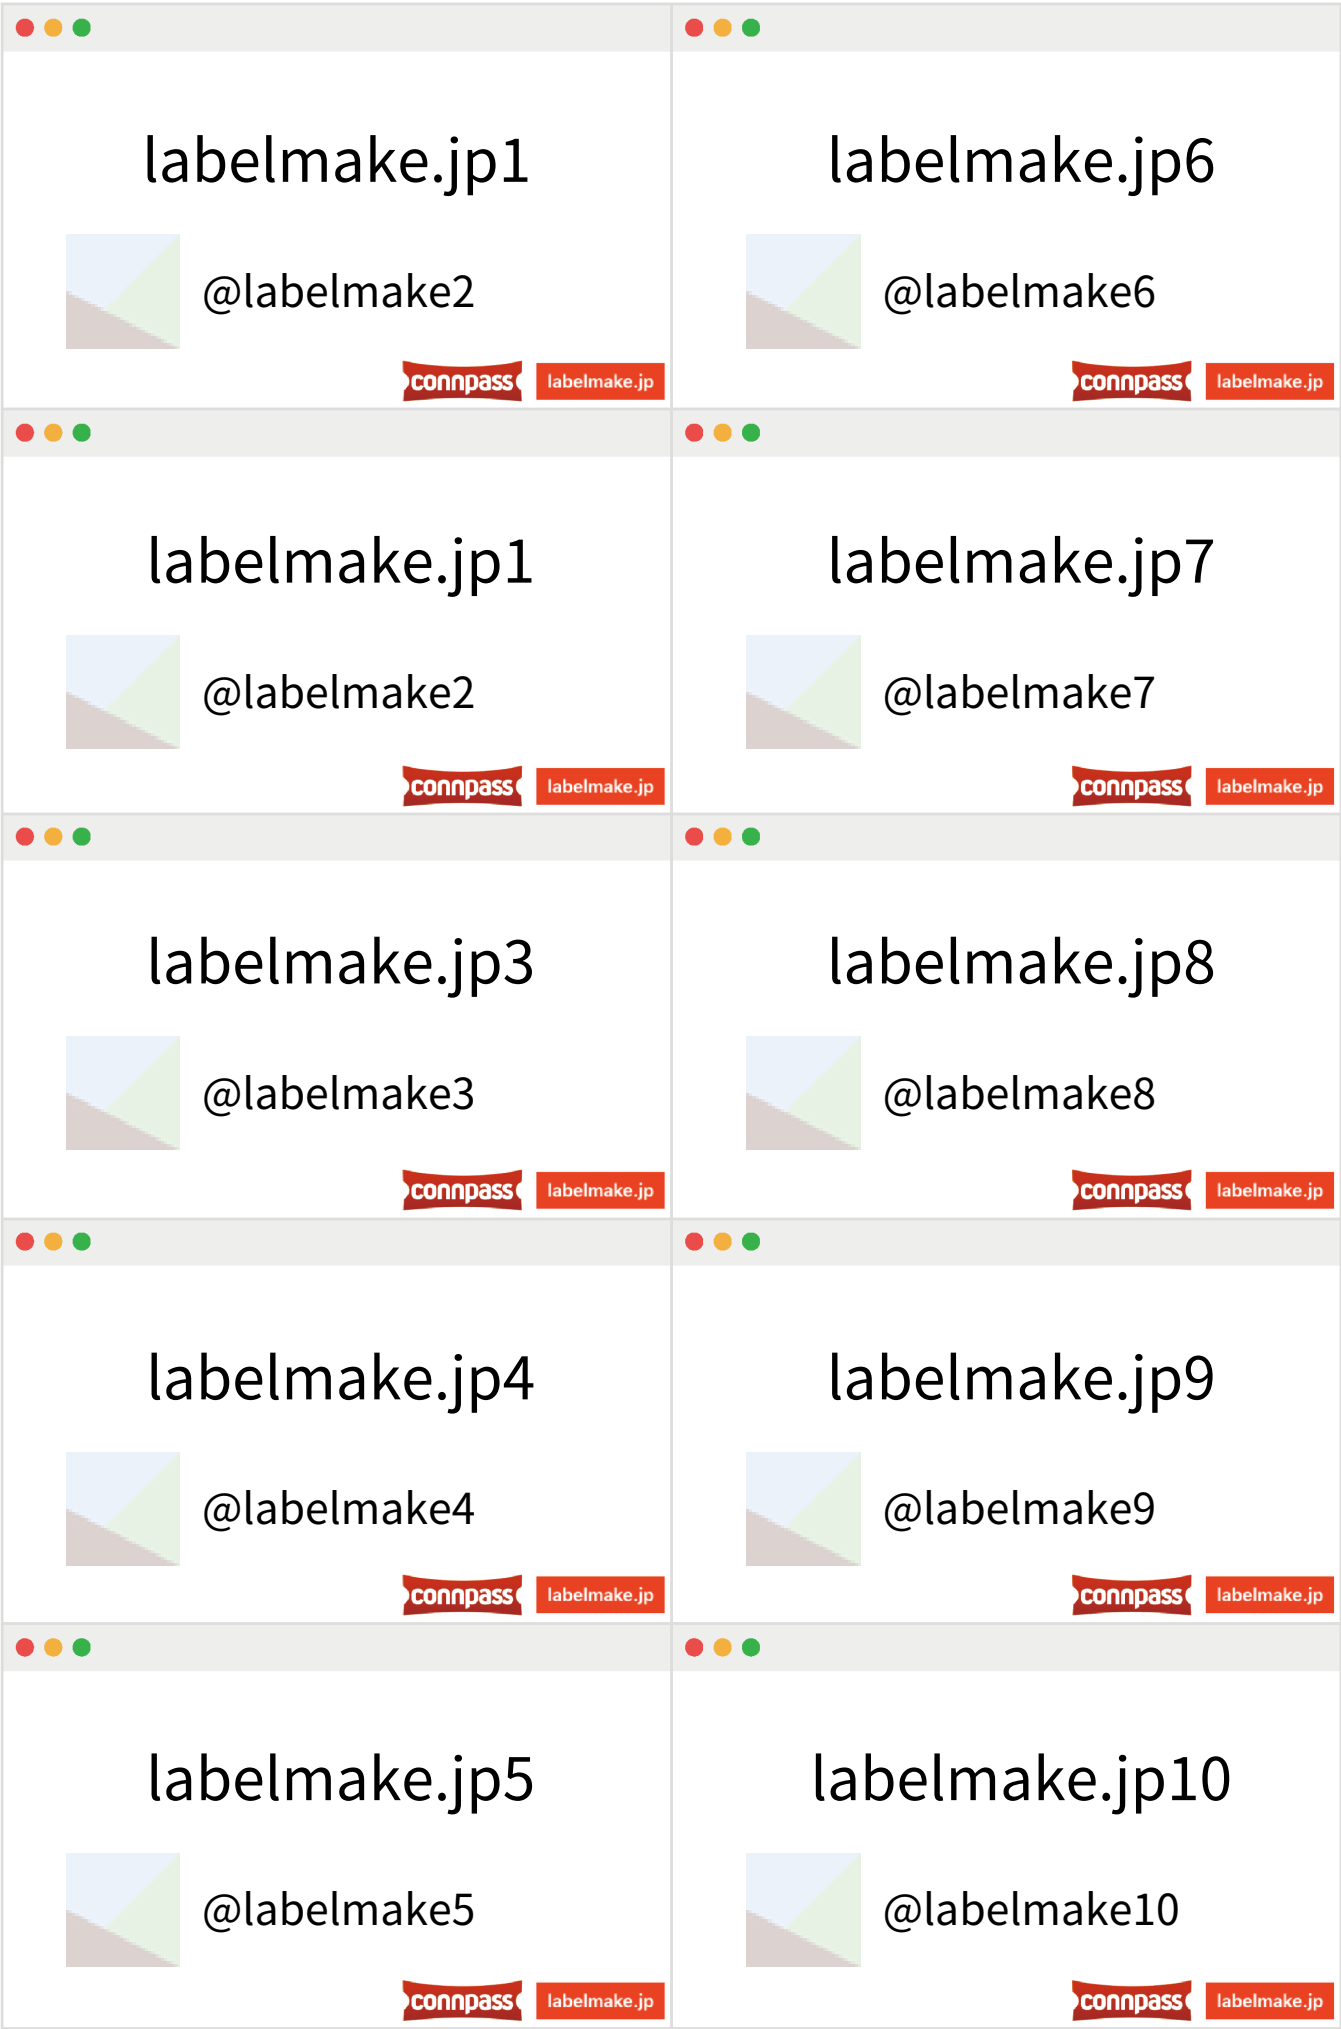 labelmake.jp1
@labelmake2
connpass labelmake.jp
labelmake.jp6
@labelmake6
connpass labelmake.jp
labelmake.jp1
@labelmake2
connpass labelmake.jp
labelmake.jp7
@labelmake7
connpass labelmake.jp
labelmake.jp3
@labelmake3
connpass labelmake.jp
labelmake.jp8
@labelmake8
connpass labelmake.jp
labelmake.jp4
@labelmake4
connpass labelmake.jp
labelmake.jp9
@labelmake9
connpass labelmake.jp
labelmake.jp5
@labelmake5
connpass labelmake.jp
labelmake.jp10
@labelmake10
connpass labelmake.jp